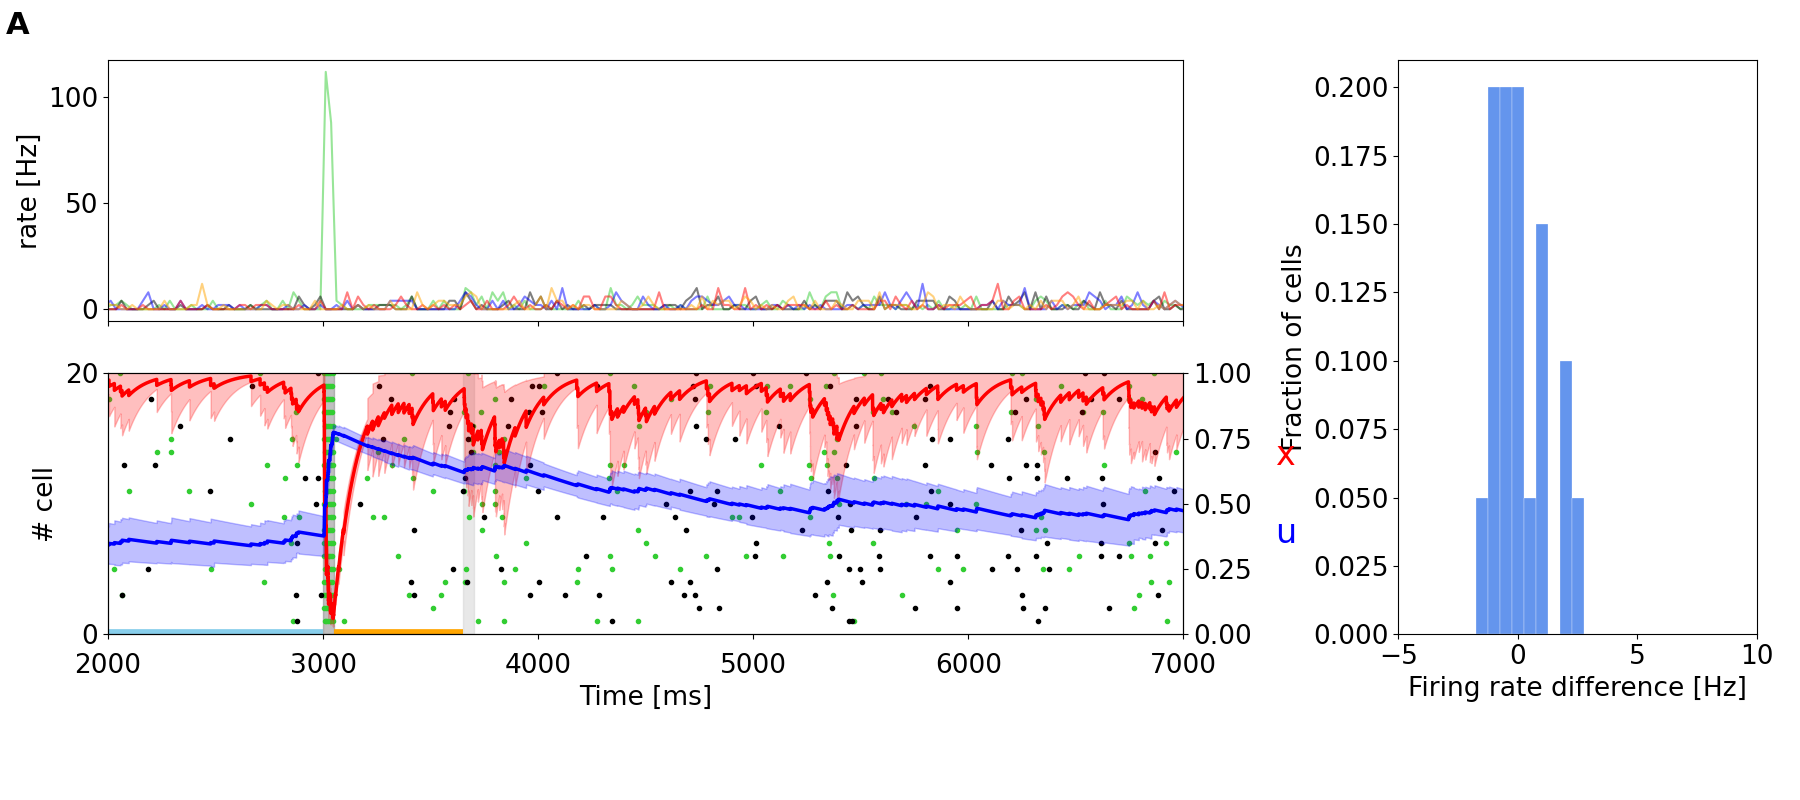 A
100
50
0
rate [Hz]
20
0
# cell
1.00
0.75
0.50
0.25
0.00
x
u
2000 3000 4000 5000 6000 7000
Time [ms]
0.200
0.175
0.150
0.125
0.100
0.075
0.050
0.025
0.000
Fraction of cells
−5 0 5 10
Firing rate difference [Hz]